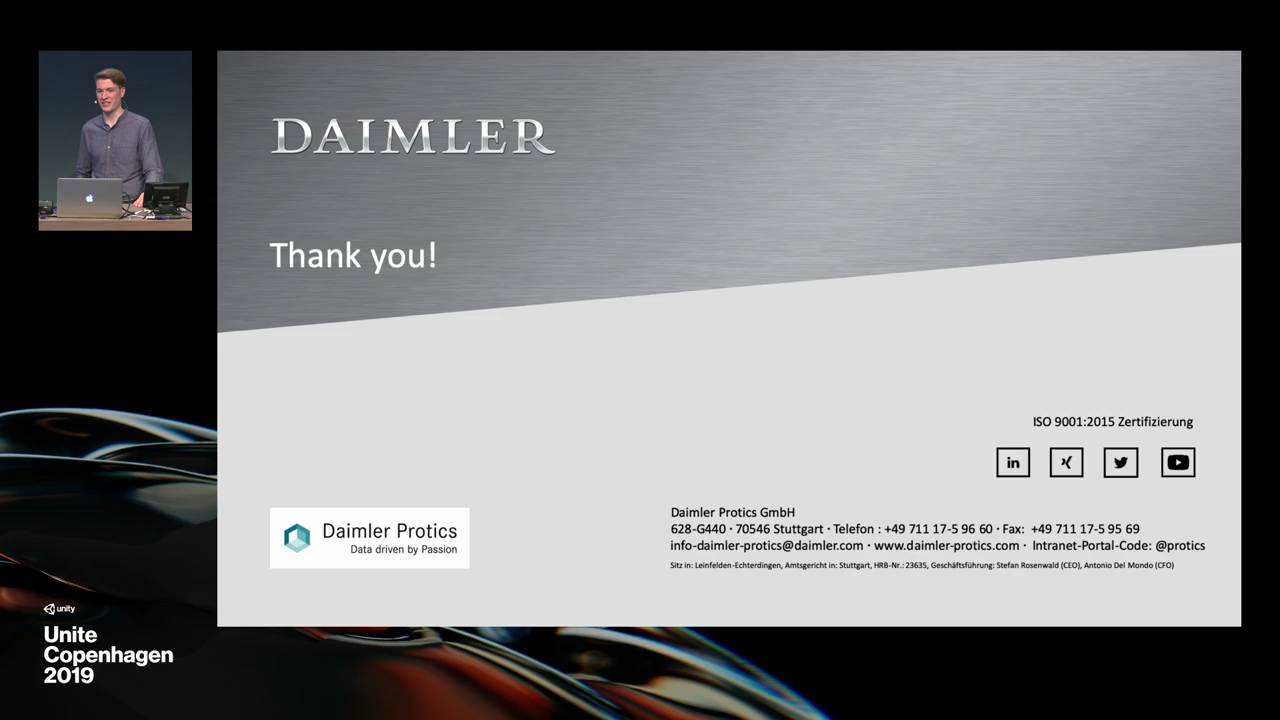 DAIMLER
Thank you!
ISO 9001:2015 Zertifizierung
in
Daimler Protics
Data driven by Passion
Daimler Protics GmbH
628-G440 · 70546 Stuttgart · Telefon : +49 711 17-5 96 60 · Fax: +49 711 17-5 95 69
info-daimler-protics@daimler.com · www.daimler-protics.com · Intranet-Portal-Code: @protics
Sitz in: Leinfelden-Echterdingen, Amtsgericht in: Stuttgart, HRB-Nr.: 23635, Geschäftsführung: Stefan Rosenwald (CEO), Antonio Del Mondo (CFO)
unity
Unite
Copenhagen
2019